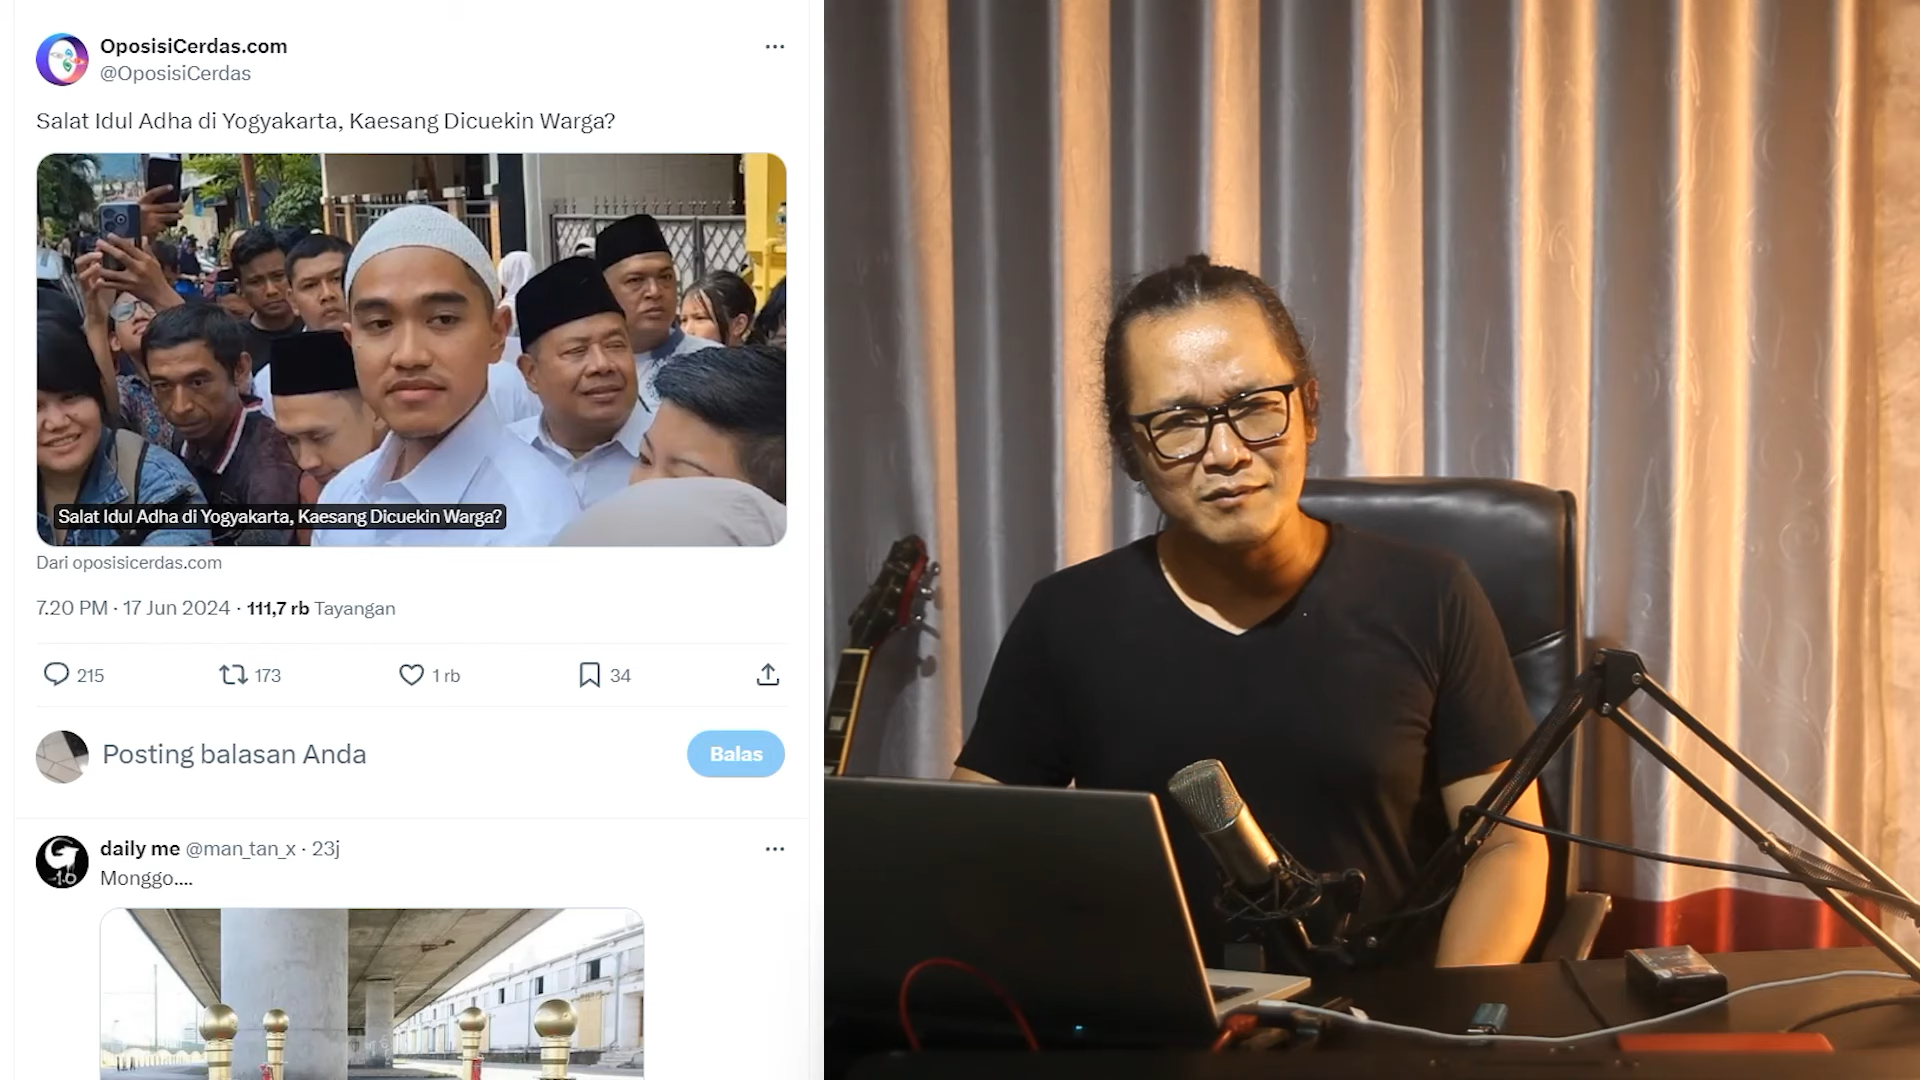 OposisiCerdas.com
@OposisiCerdas
Salat Idul Adha di Yogyakarta, Kaesang Dicuekin Warga?
Salat Idul Adha di Yogyakarta, Kaesang Dicuekin Warga?
Dari oposisicerdas.com
7.20 PM · 17 Jun 2024 · 111,7 rb Tayangan
215 173 1 rb 34
Posting balasan Anda Balas
daily me @man_tan_x · 23j
Monggo....